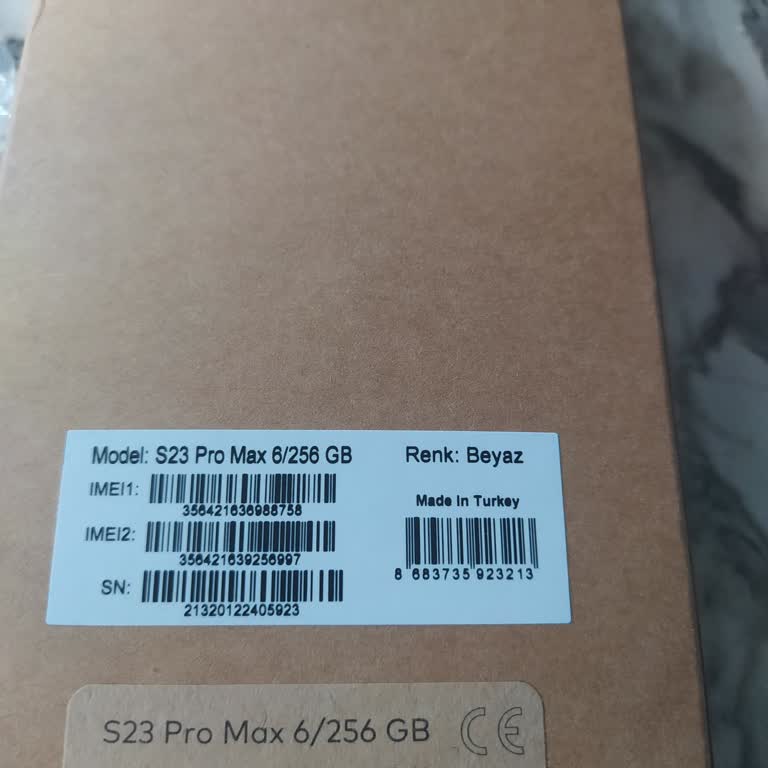 Model: S23 Pro Max 6/256 GB
Renk: Beyaz
IMEI1:
356421636988758
Made In Turkey
IMEI2:
356421639256997
8 683735 923213
SN:
21320122405923
S23 Pro Max 6/256 GB CE